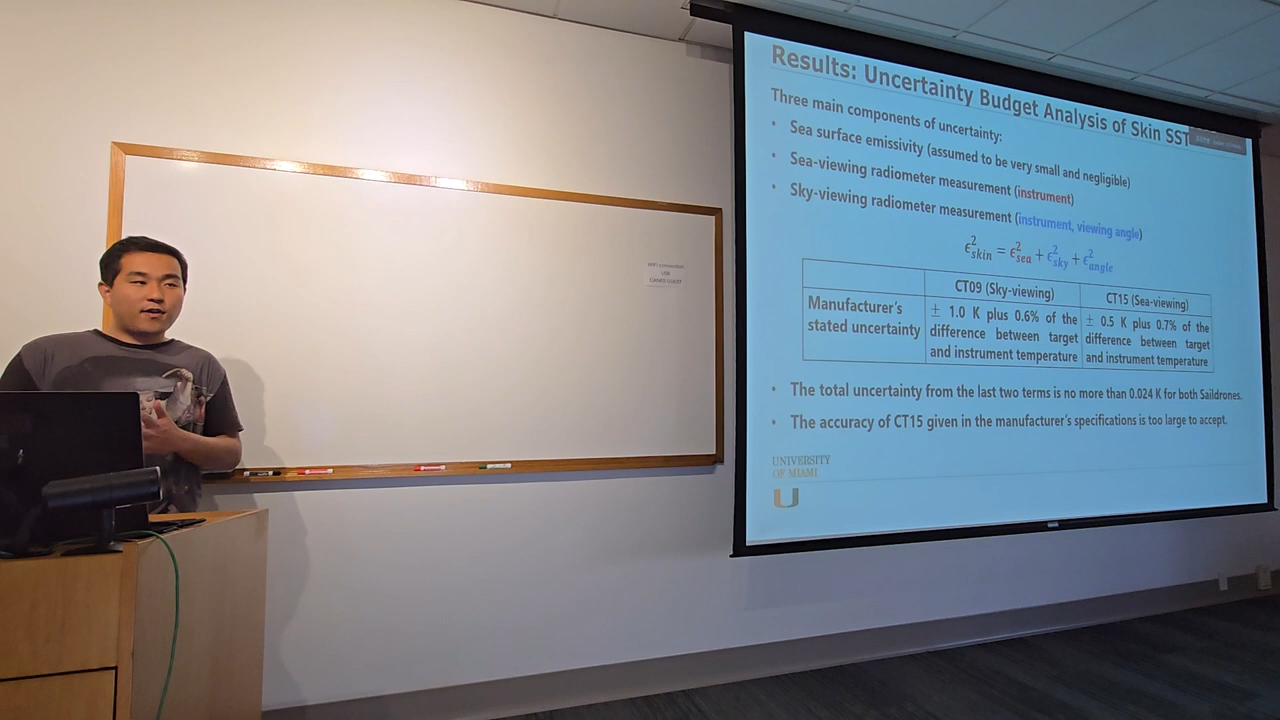 Results: Uncertainty Budget Analysis of Skin SST
Three main components of uncertainty:
• Sea surface emissivity (assumed to be very small and negligible)
• Sea-viewing radiometer measurement (instrument)
• Sky-viewing radiometer measurement (instrument, viewing angle)
ϵ²skin = ϵ²sea + ϵ²sky + ϵ²angle
CT09 (Sky-viewing)
CT15 (Sea-viewing)
Manufacturer's
stated uncertainty
± 1.0 K plus 0.6% of the
difference between target
and instrument temperature
± 0.5 K plus 0.7% of the
difference between target
and instrument temperature
• The total uncertainty from the last two terms is no more than 0.024 K for both Saildrones.
• The accuracy of CT15 given in the manufacturer's specifications is too large to accept.
UNIVERSITY
OF MIAMI
U
WIFI connection
USB
CANES GUEST